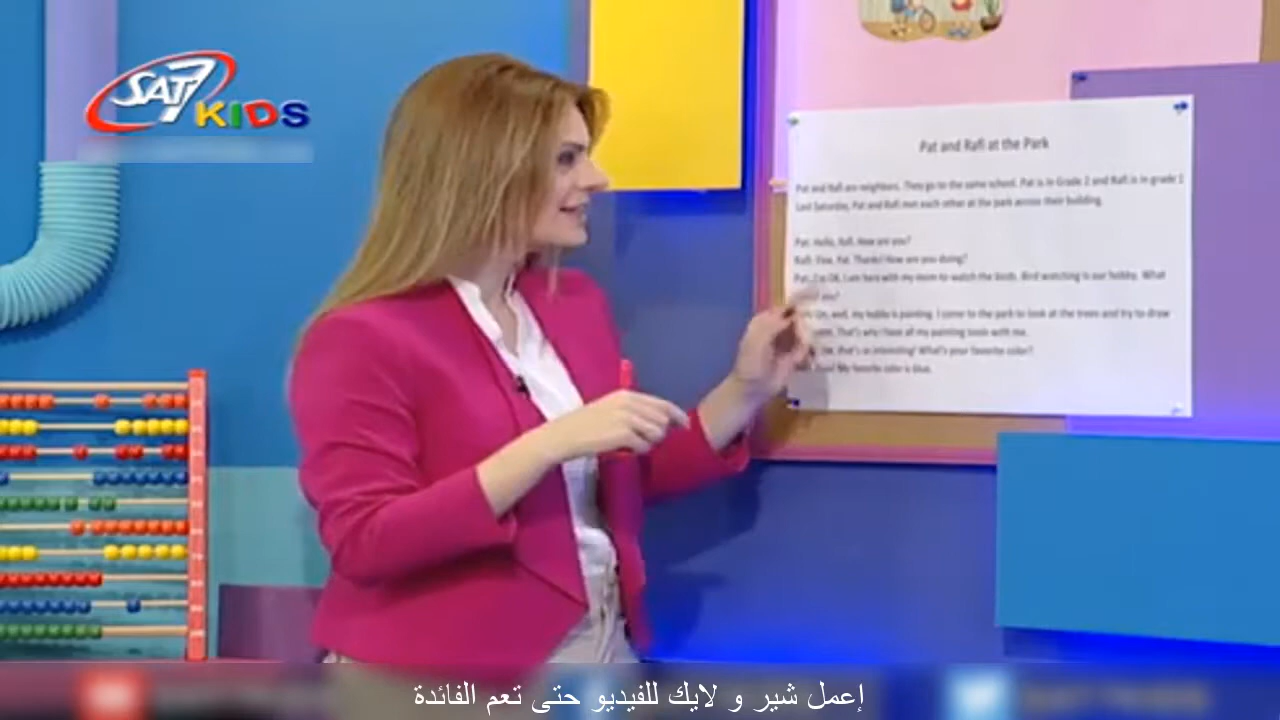 SAT7
KIDS
Pat and Rafi at the Park
Pat and Rafi are neighbors. They go to the same school. Pat is in Grade 2 and Rafi is in grade 1
Last Saturday, Pat and Rafi met each other at the park across their building.
Pat: Hello, Rafi. How are you?
Rafi: Fine, Pat. Thanks! How are you doing?
Pat: I'm OK. I am here with my mom to watch the birds. Bird watching is our hobby. What
you?
well, my hobby is painting. I come to the park to look at the trees and try to draw
That's why I have all my painting tools with me.
that's so interesting! What's your favorite color?
My favorite color is blue.
إعمل شير و لايك للفيديو حتى تعم الفائدة